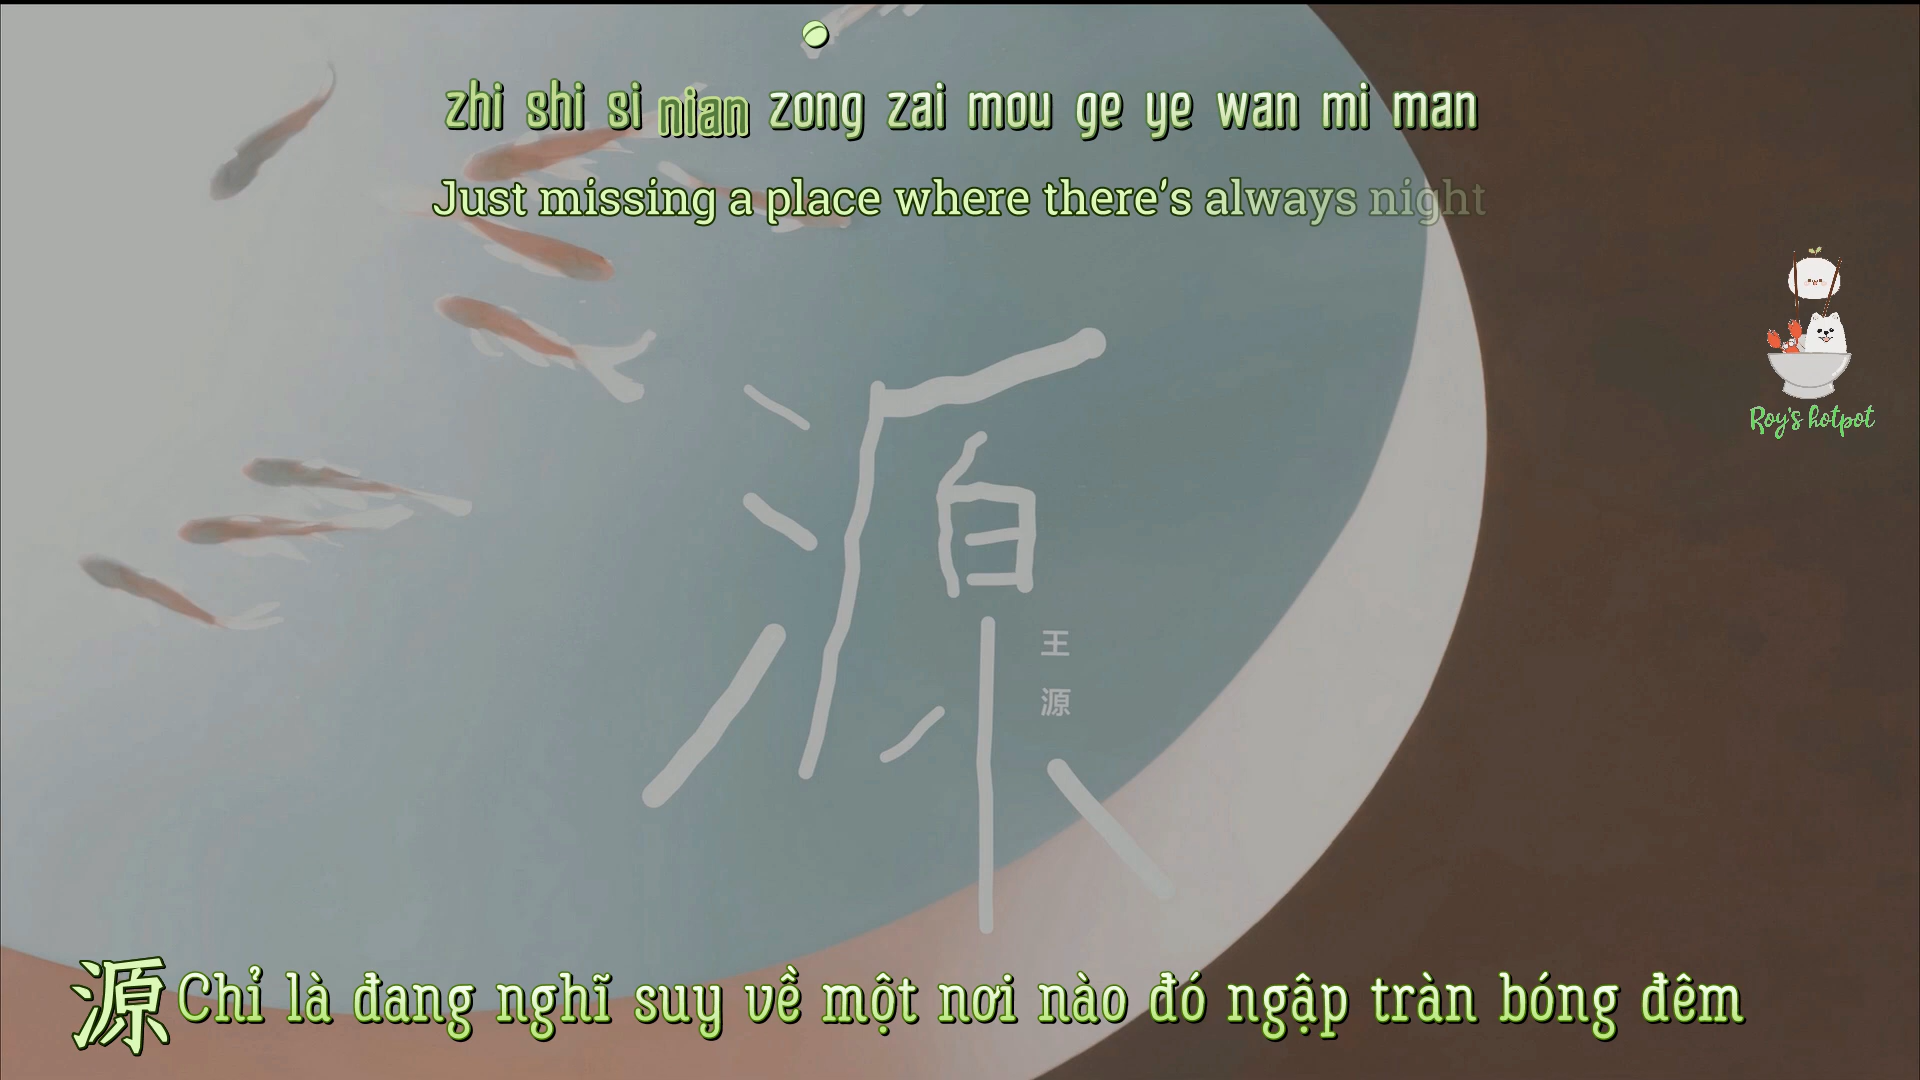 zhi shi si nian zong zai mou ge ye wan mi man
Just missing a place where there's always night
Roy's hotpot
源
王
源
源 Chỉ là đang nghĩ suy về một nơi nào đó ngập tràn bóng đêm